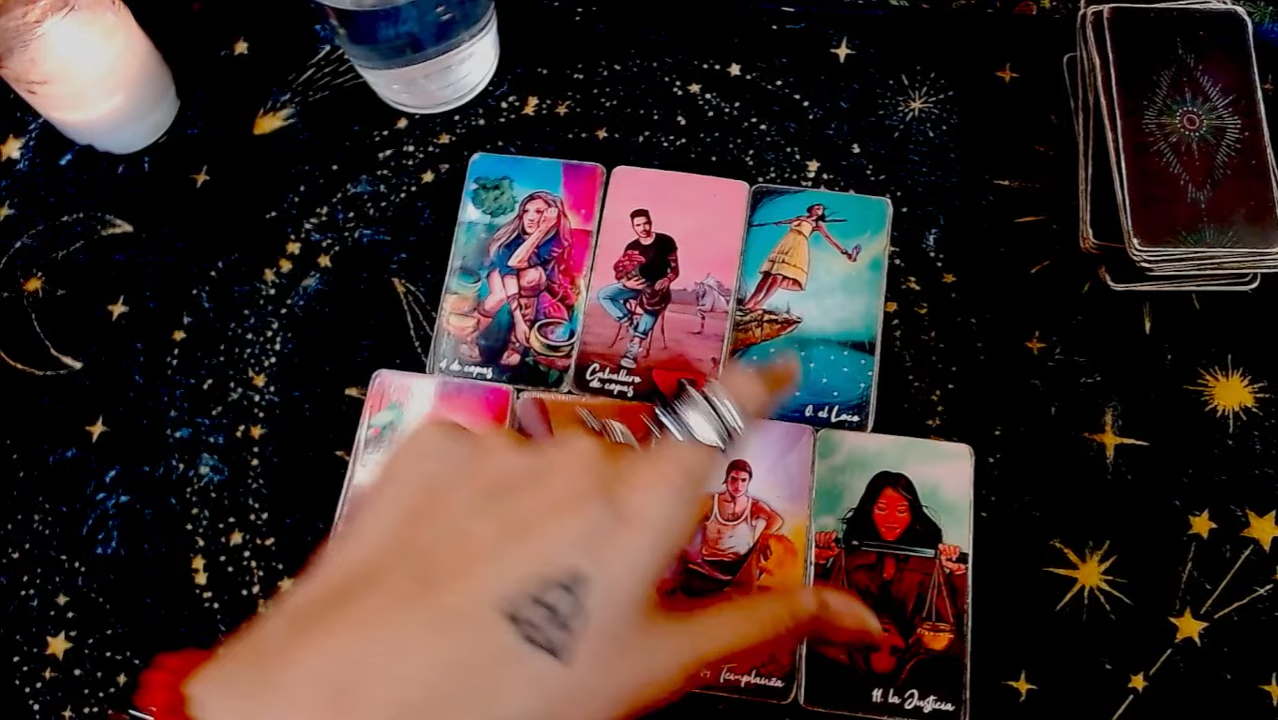 4 de copas
Caballero
de copas
0. el Loco
Templanza
11. la Justicia